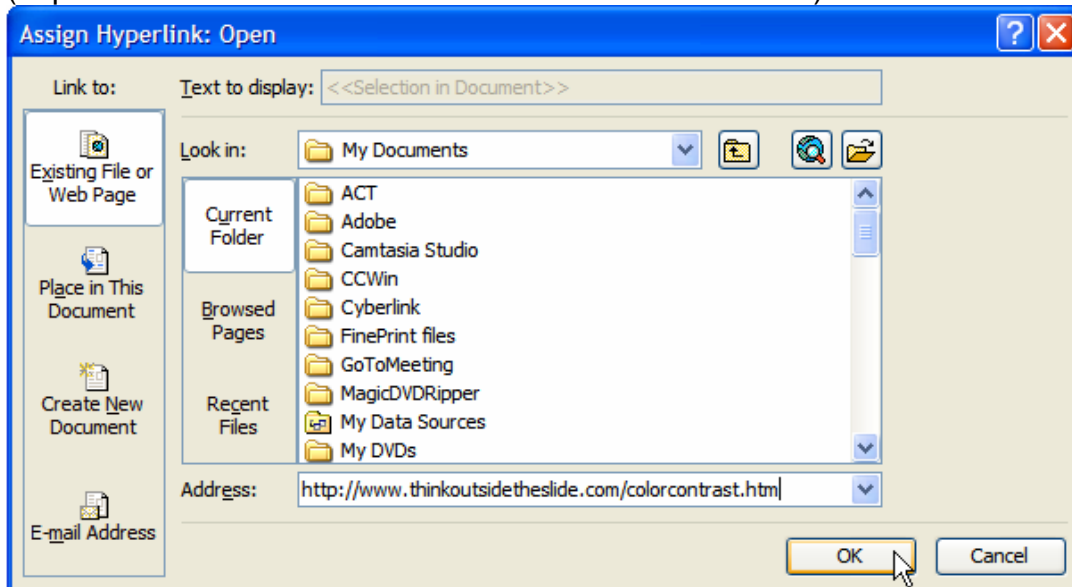 Assign Hyperlink: Open
Link to:
Text to display: <<Selection in Document>>
Existing File or
Web Page
Place in This
Document
Create New
Document
E-mail Address
Look in: My Documents
Current
Folder
Browsed
Pages
Recent
Files
ACT
Adobe
Camtasia Studio
CCWin
Cyberlink
FinePrint files
GoToMeeting
MagicDVDRipper
My Data Sources
My DVDs
Address: http://www.thinkoutsidetheslide.com/colorcontrast.htm
OK Cancel